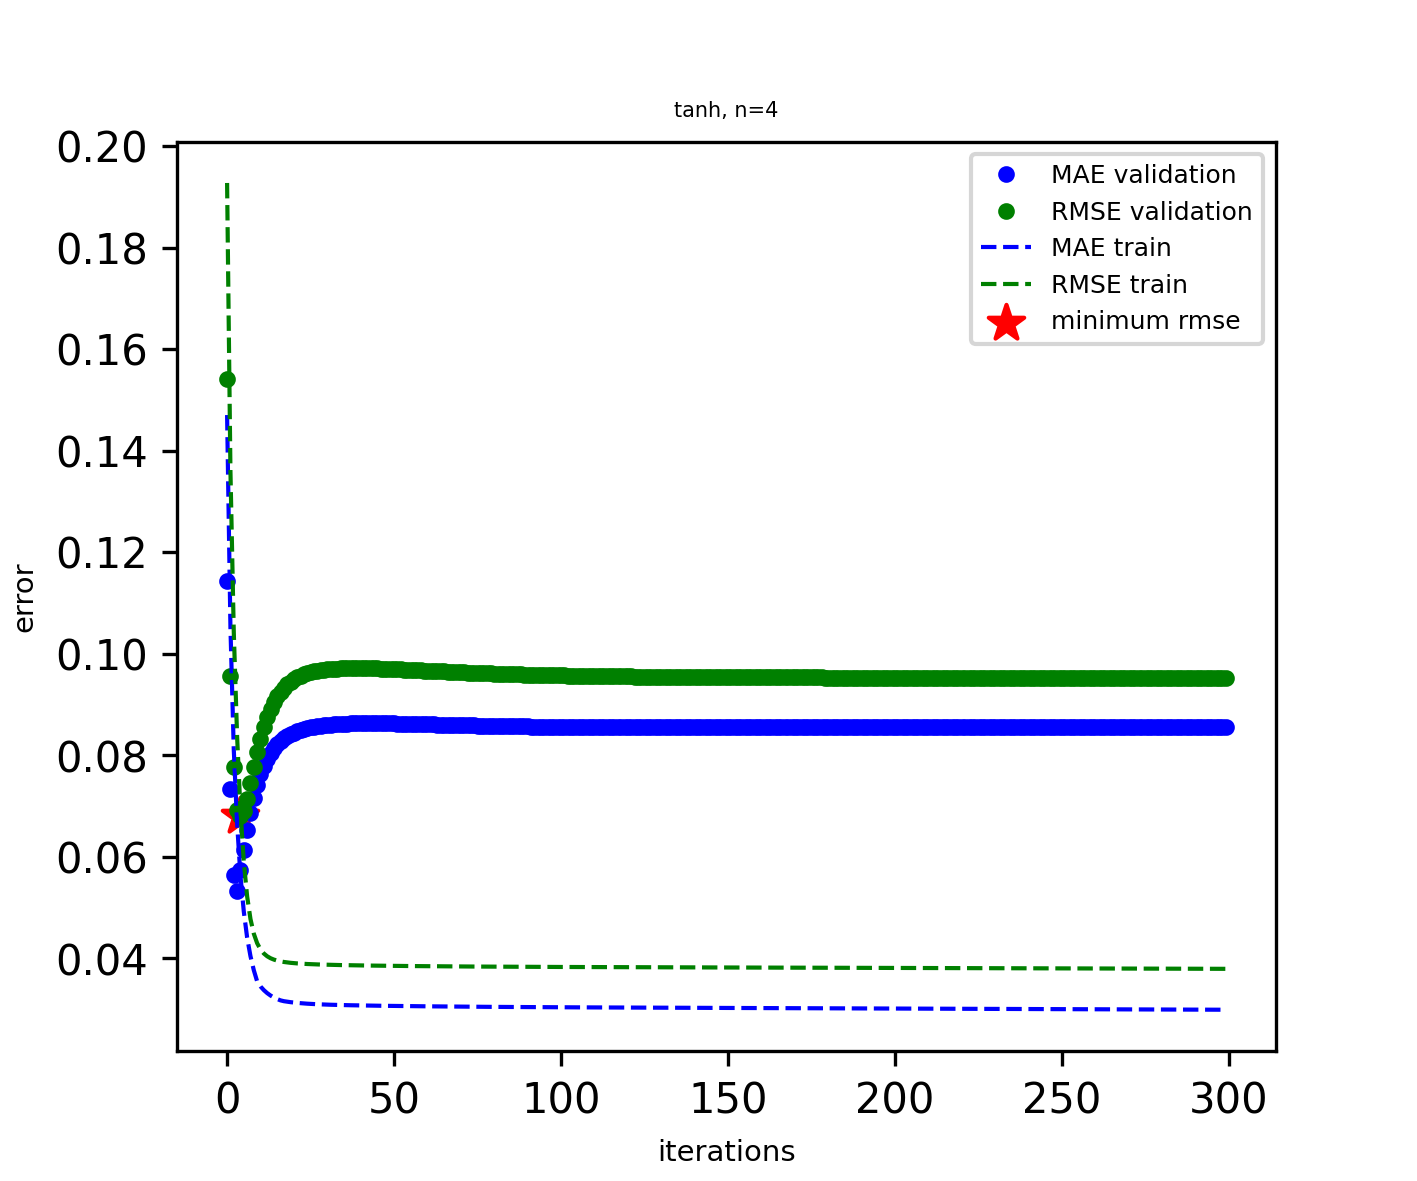 tanh, n=4
0.20
0.18
0.16
0.14
0.12
0.10
0.08
0.06
0.04
error
MAE validation
RMSE validation
MAE train
RMSE train
minimum rmse
0 50 100 150 200 250 300
iterations